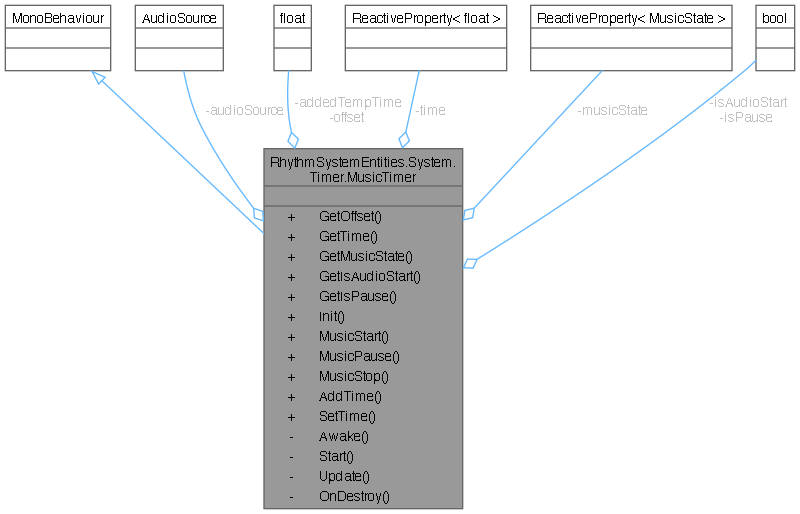 MonoBehaviour
AudioSource
float
ReactiveProperty< float >
ReactiveProperty< MusicState >
bool
-audioSource
-addedTempTime
-offset
-time
-musicState
-isAudioStart
-isPause
RhythmSystemEntities.System.
Timer.MusicTimer
+ GetOffset()
+ GetTime()
+ GetMusicState()
+ GetIsAudioStart()
+ GetIsPause()
+ Init()
+ MusicStart()
+ MusicPause()
+ MusicStop()
+ AddTime()
+ SetTime()
- Awake()
- Start()
- Update()
- OnDestroy()